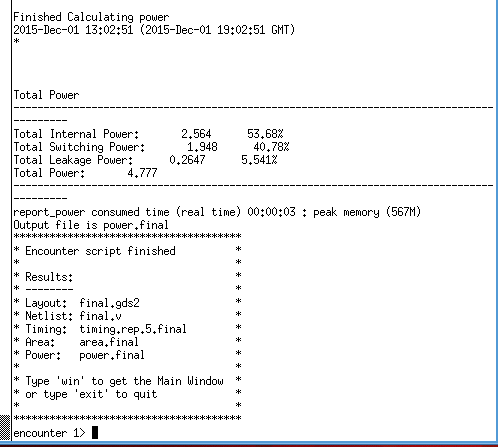 Finished Calculating power
2015-Dec-01 13:02:51 (2015-Dec-01 19:02:51 GMT)
*
Total Power
-----------------------------------------------------------------------------
---------
Total Internal Power:       2.564      53.68%
Total Switching Power:       1.948      40.78%
Total Leakage Power:      0.2647      5.541%
Total Power:       4.777
-----------------------------------------------------------------------------
---------
report_power consumed time (real time) 00:00:03 : peak memory (567M)
Output file is power.final
**************************************
* Encounter script finished          *
*                                    *
* Results:                           *
* --------                           *
* Layout:  final.gds2                *
* Netlist: final.v                   *
* Timing:  timing.rep.5.final        *
* Area:    area.final                *
* Power:   power.final               *
*                                    *
* Type 'win' to get the Main Window  *
* or type 'exit' to quit             *
*                                    *
**************************************
encounter 1>